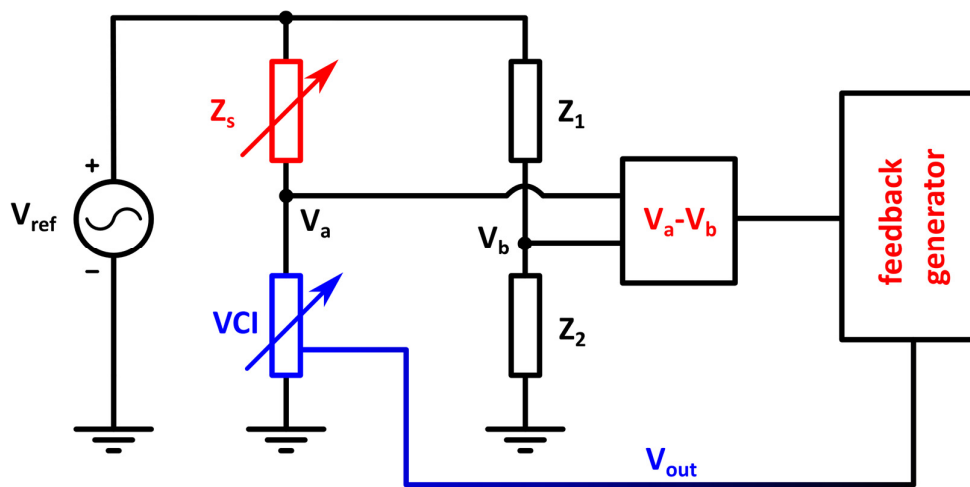 Zs
Z1
+
Vref
−
Va
Vb
Va-Vb
feedback
generator
VCI
Z2
Vout